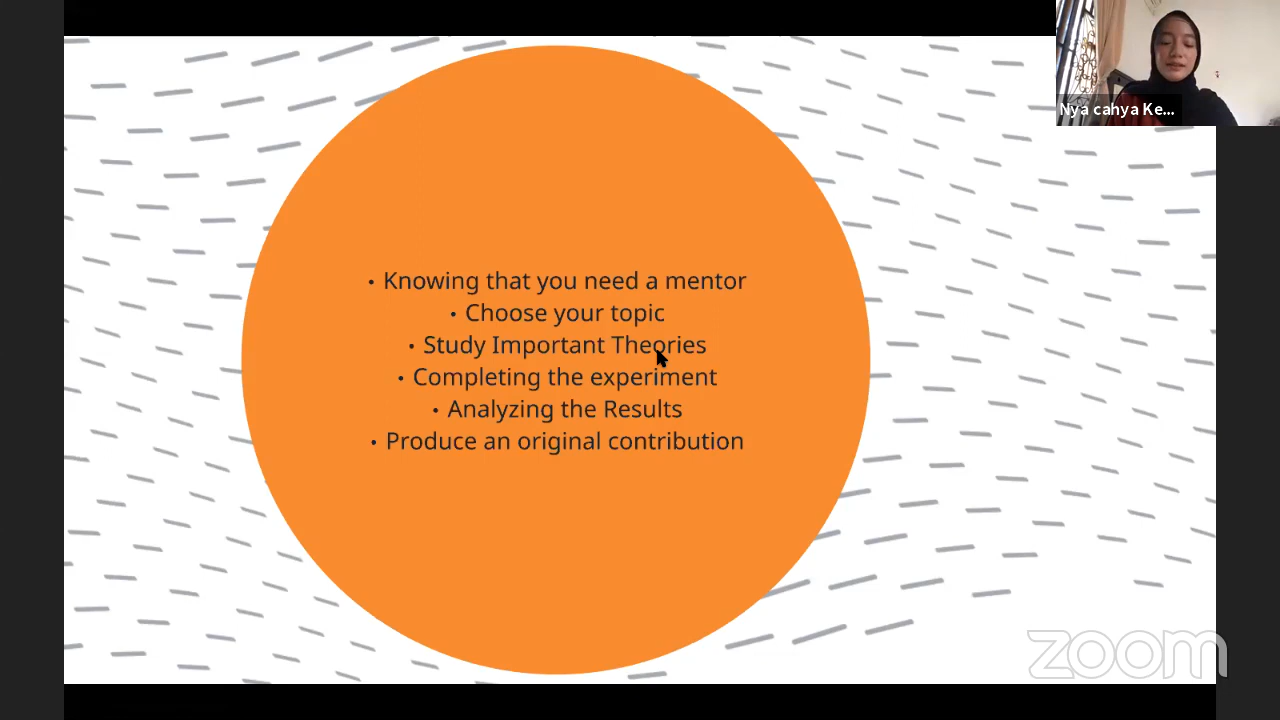 Nya cahya Ke...
• Knowing that you need a mentor
• Choose your topic
• Study Important Theories
• Completing the experiment
• Analyzing the Results
• Produce an original contribution
zoom